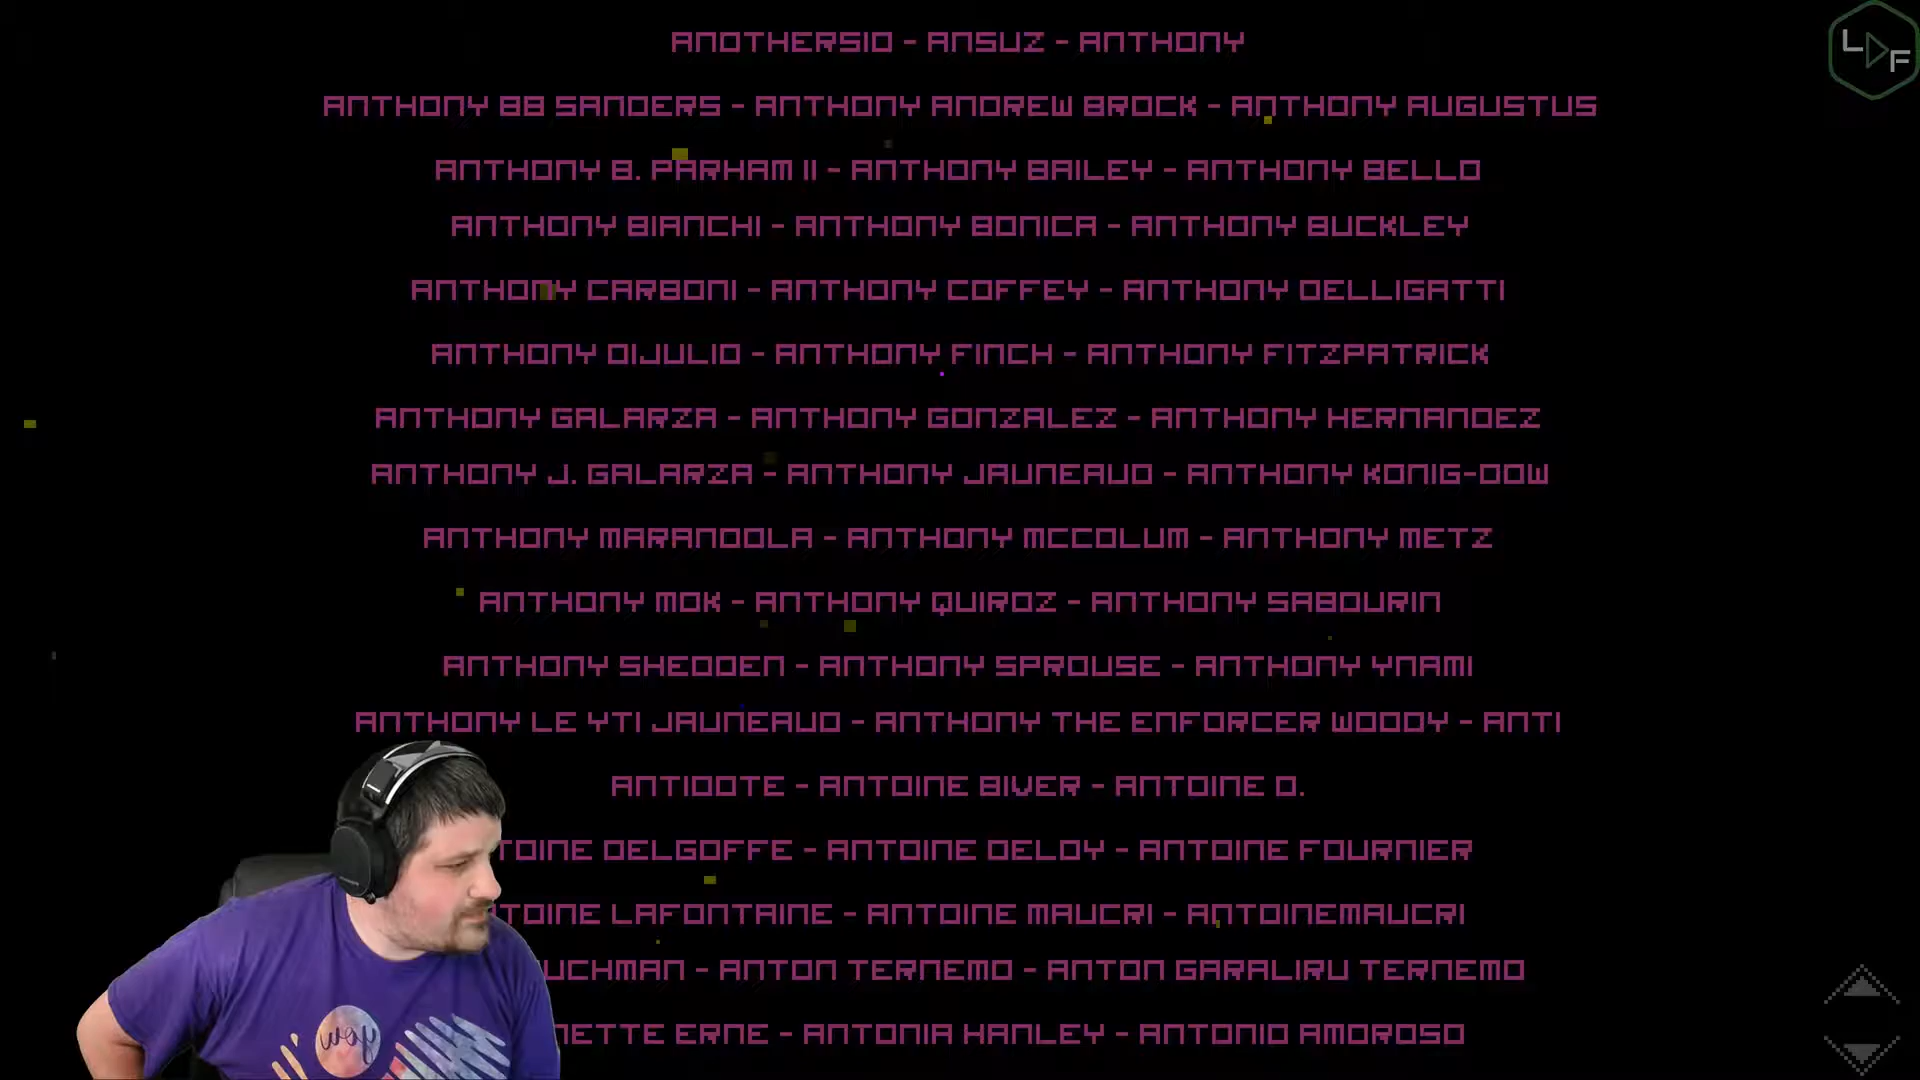 ANOTHERSIO - ANSUZ - ANTHONY
ANTHONY BB SANDERS - ANTHONY ANDREW BROCK - ANTHONY AUGUSTUS
ANTHONY B. PARHAM II - ANTHONY BAILEY - ANTHONY BELLO
ANTHONY BIANCHI - ANTHONY BONICA - ANTHONY BUCKLEY
ANTHONY CARBONI - ANTHONY COFFEY - ANTHONY DELLIGATTI
ANTHONY DIJULIO - ANTHONY FINCH - ANTHONY FITZPATRICK
ANTHONY GALARZA - ANTHONY GONZALEZ - ANTHONY HERNANDEZ
ANTHONY J. GALARZA - ANTHONY JAUNEAUD - ANTHONY KONIG-DOW
ANTHONY MARANDOLA - ANTHONY MCCOLUM - ANTHONY METZ
ANTHONY MOK - ANTHONY QUIROZ - ANTHONY SABOURIN
ANTHONY SHEDDEN - ANTHONY SPROUSE - ANTHONY YNAMI
ANTHONY LE YTI JAUNEAUD - ANTHONY THE ENFORCER WOODY - ANTI
ANTIDOTE - ANTOINE BIVER - ANTOINE D.
TOINE DELGOFFE - ANTOINE DELOY - ANTOINE FOURNIER
TOINE LAFONTAINE - ANTOINE MAUCRI - ANTOINEMAUCRI
UCHMAN - ANTON TERNEMO - ANTON GARALIRU TERNEMO
NETTE ERNE - ANTONIA HANLEY - ANTONIO AMOROSO
L F
you